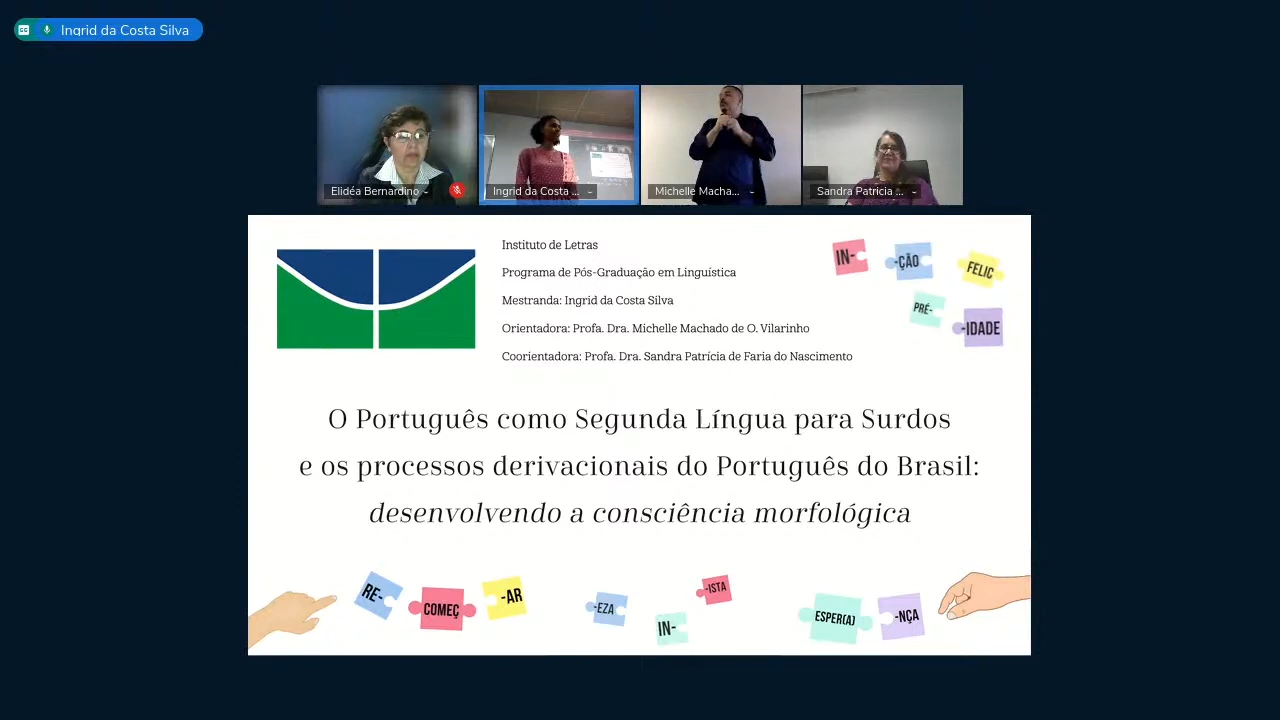 Ingrid da Costa Silva
Elidéa Bernardino
Ingrid da Costa ...
Michelle Macha...
Sandra Patricia ...
Instituto de Letras
Programa de Pós-Graduação em Linguística
Mestranda: Ingrid da Costa Silva
Orientadora: Profa. Dra. Michelle Machado de O. Vilarinho
Coorientadora: Profa. Dra. Sandra Patrícia de Faria do Nascimento
IN-
-ÇÃO
FELIC
PRÉ-
-IDADE
O Português como Segunda Língua para Surdos
e os processos derivacionais do Português do Brasil:
desenvolvendo a consciência morfológica
RE-
COMEÇ
-AR
-EZA
IN-
-ISTA
ESPER(A)
-NÇA